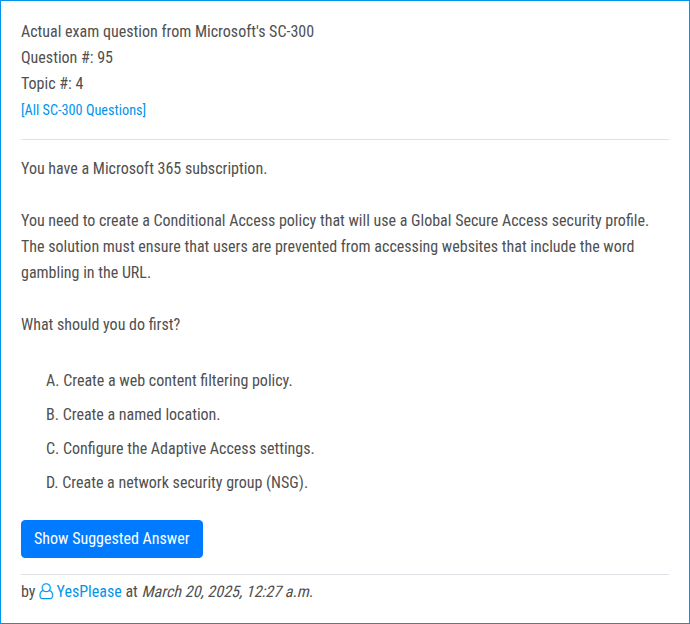 Actual exam question from Microsoft's SC-300
Question #: 95
Topic #: 4
[All SC-300 Questions]
You have a Microsoft 365 subscription.
You need to create a Conditional Access policy that will use a Global Secure Access security profile.
The solution must ensure that users are prevented from accessing websites that include the word
gambling in the URL.
What should you do first?
A. Create a web content filtering policy.
B. Create a named location.
C. Configure the Adaptive Access settings.
D. Create a network security group (NSG).
Show Suggested Answer
by YesPlease at March 20, 2025, 12:27 a.m.